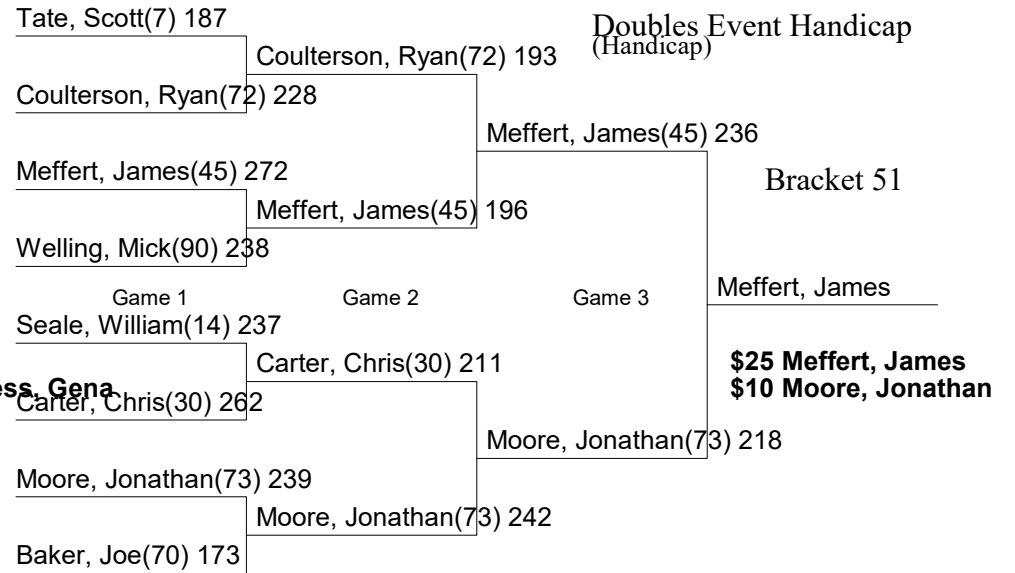 Tate, Scott(7) 187
Doubles Event Handicap
(Handicap)
Coulterson, Ryan(72) 193
Coulterson, Ryan(72) 228
Meffert, James(45) 236
Meffert, James(45) 272
Bracket 51
Meffert, James(45) 196
Welling, Mick(90) 238
Meffert, James
Game 1
Game 2
Game 3
Seale, William(14) 237
Carter, Chris(30) 211
$25 Meffert, James
$10 Moore, Jonathan
Gena
Carter, Chris(30) 262
Moore, Jonathan(73) 218
Moore, Jonathan(73) 239
Moore, Jonathan(73) 242
Baker, Joe(70) 173